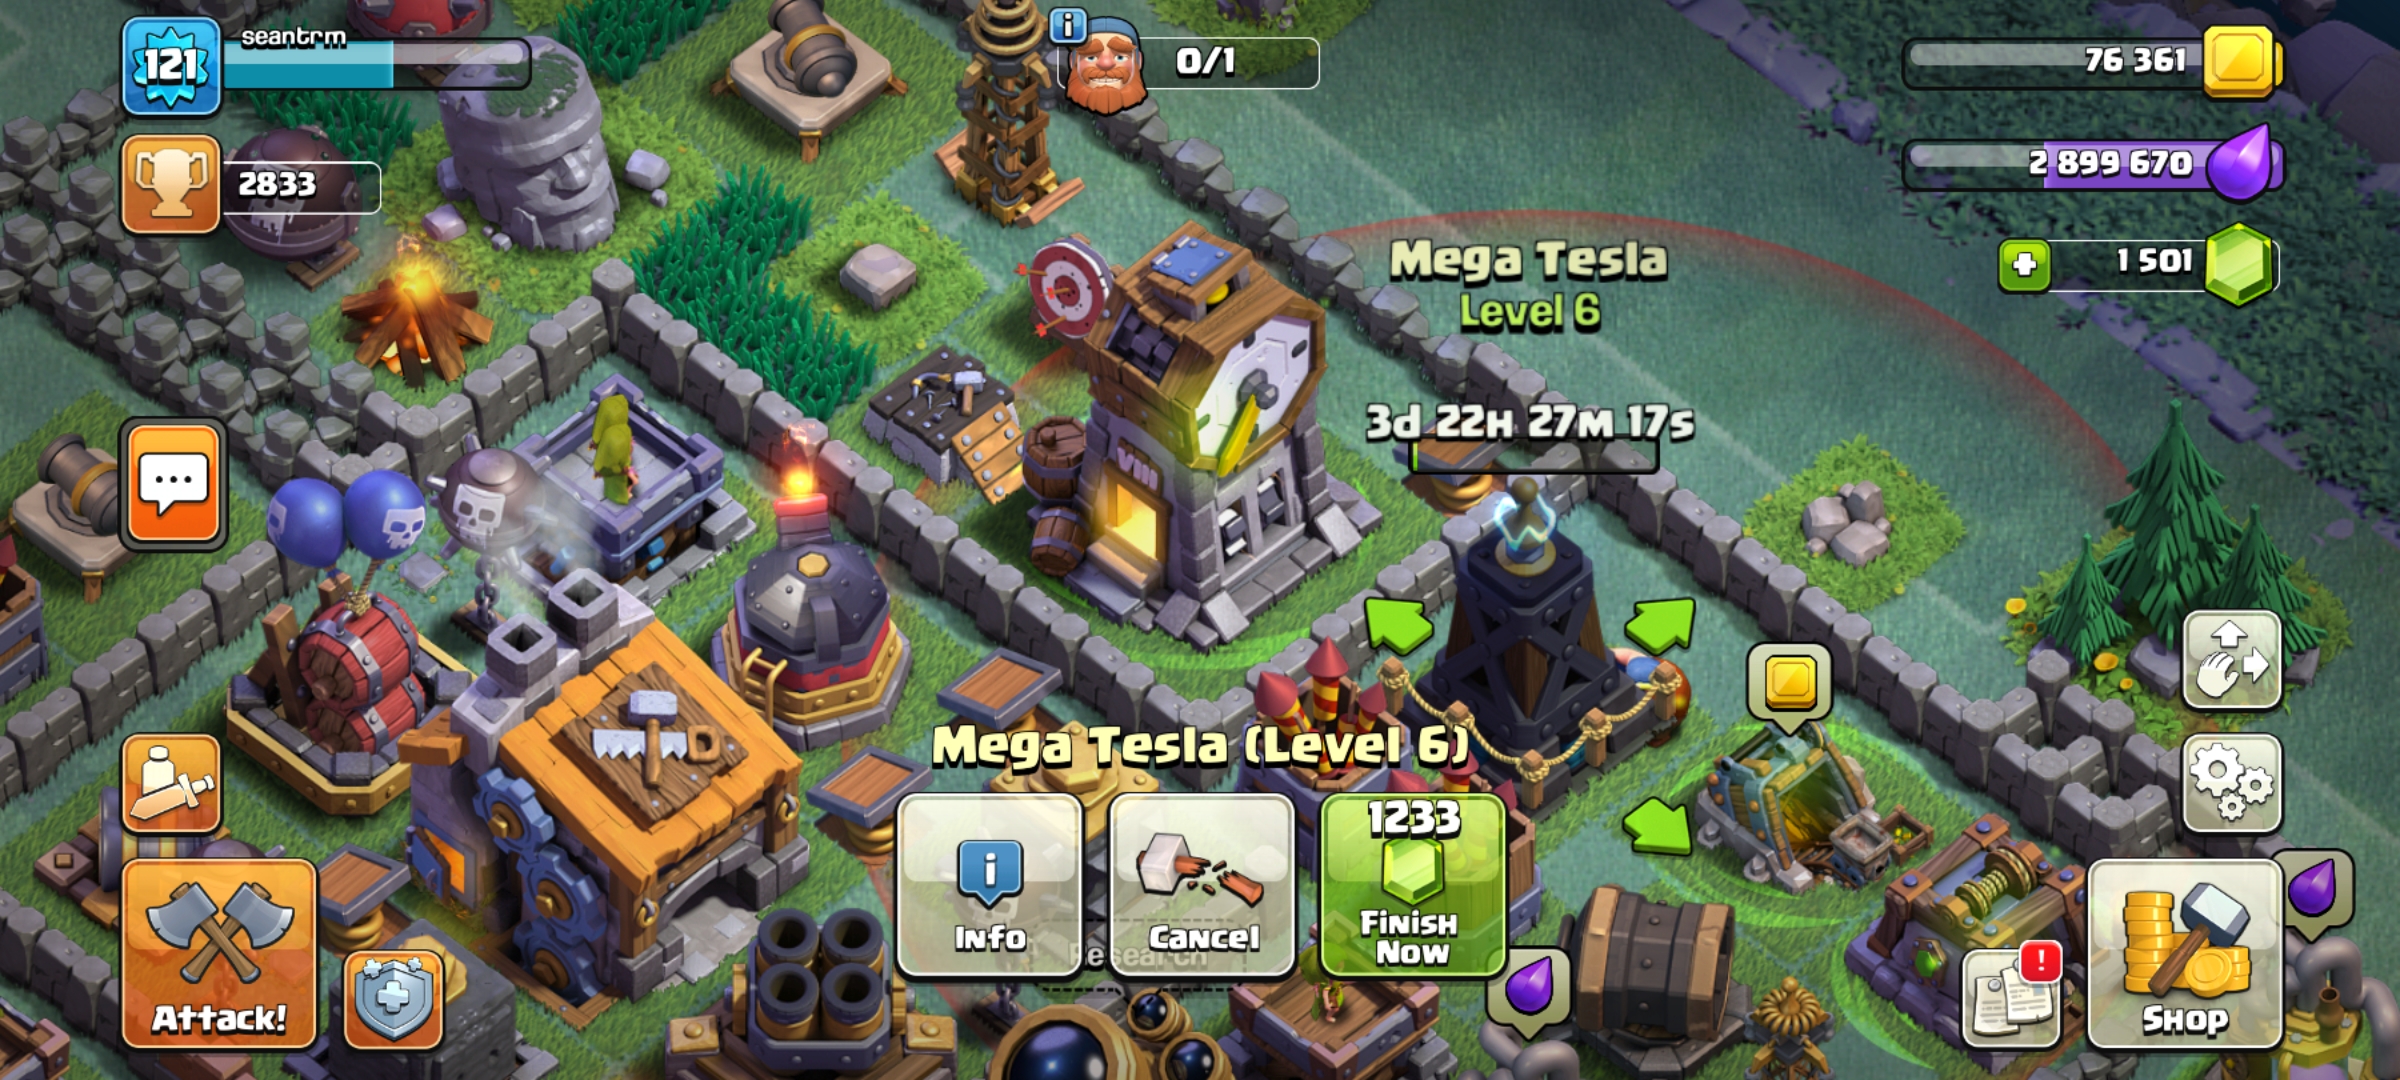 121
seantrm
0/1
76 361
2833
2 899 670
1 501
Mega Tesla
Level 6
3d 22H 27M 17s
VIII
Mega Tesla (Level 6)
1233
Info
Cancel
Finish
Now
Research
Attack!
!
Shop